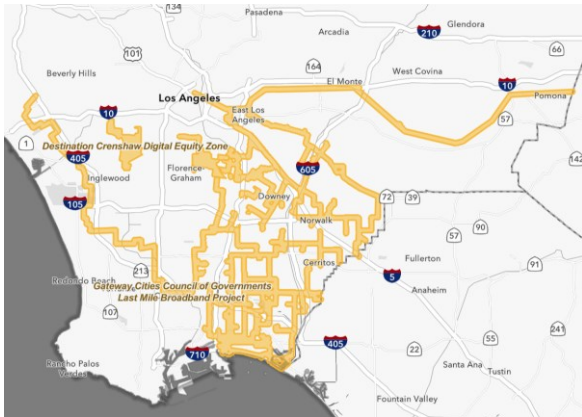 134
Pasadena
Glendora
Arcadia
210
101
66
164
Beverly Hills
West Covina
El Monte
10
Los Angeles
Pomona
East Los
Angeles
10
57
1
Destination Crenshaw Digital Equity Zone
405
Florence-
Graham
605
142
Inglewood
Downey
72
39
105
Norwalk
57
90
Cerritos
Fullerton
213
91
5
Redondo Beach
Gateway Cities Council of Governments
Anaheim
Last Mile Broadband Project
107
241
710
405
22
55
Rancho Palos
Verdes
Santa Ana
Tustin
Fountain Valley